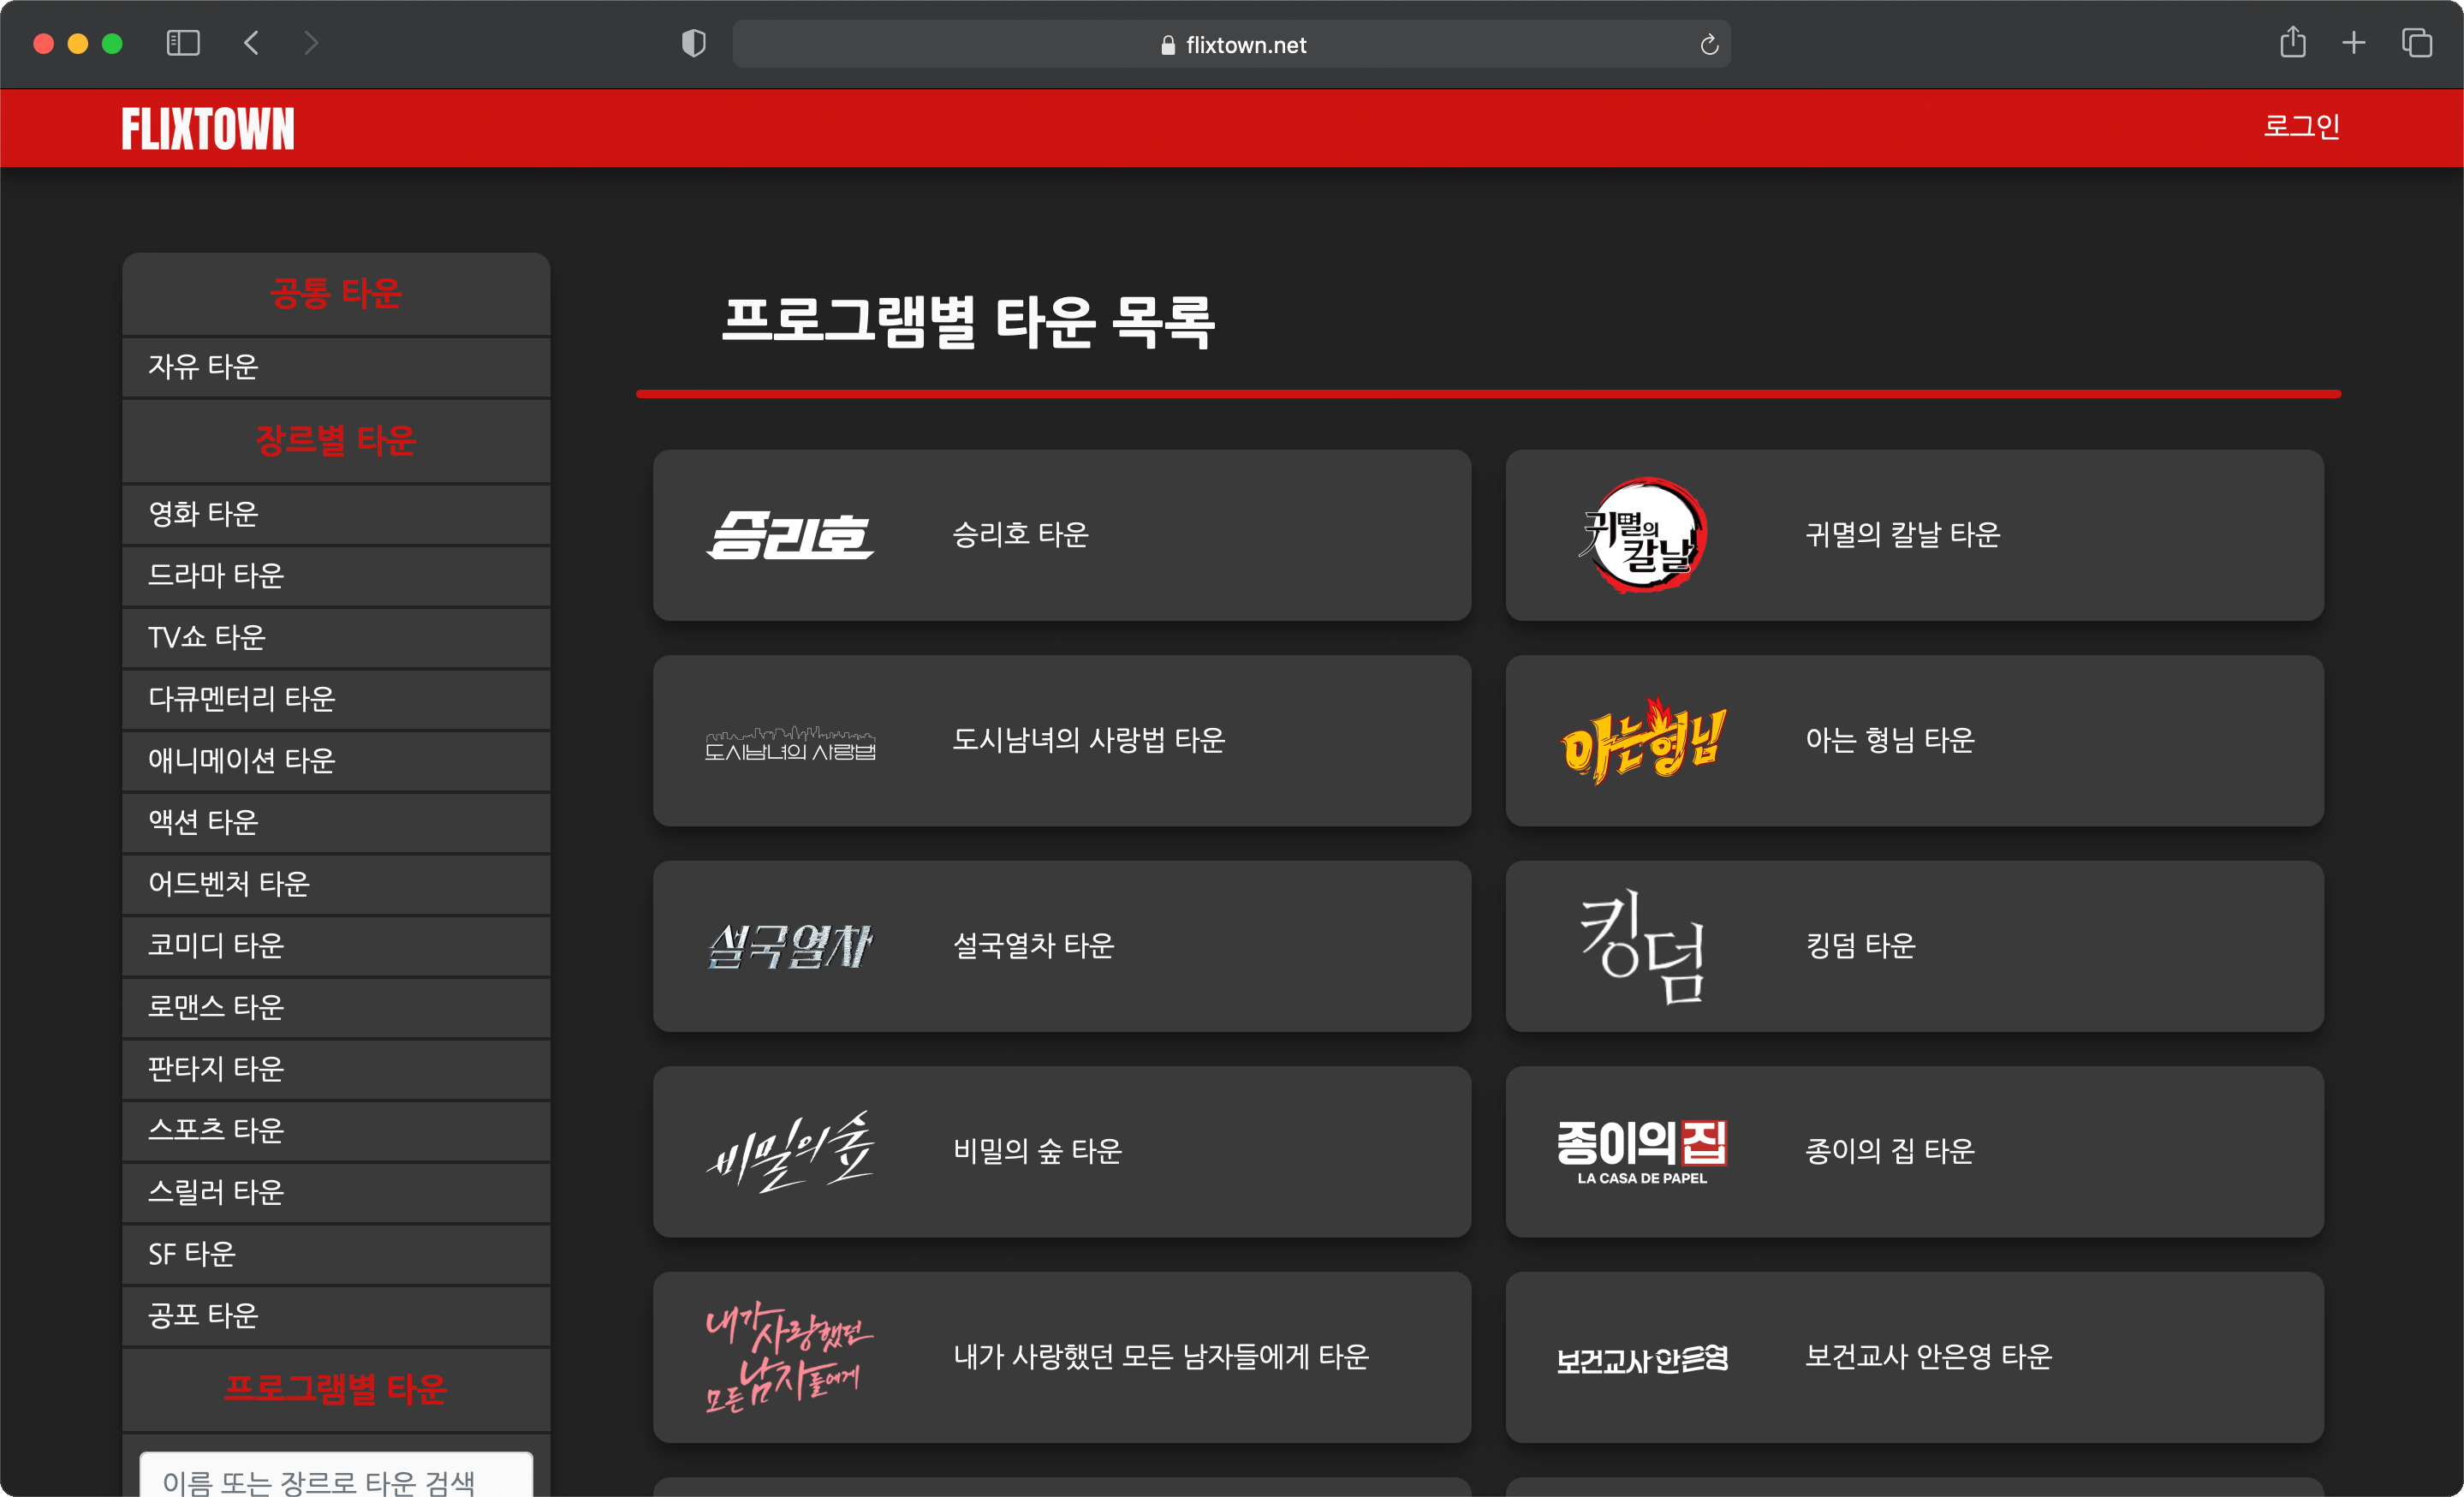 flixtown.net
FLIXTOWN
로그인
공통 타운
자유 타운
장르별 타운
영화 타운
드라마 타운
TV쇼 타운
다큐멘터리 타운
애니메이션 타운
액션 타운
어드벤처 타운
코미디 타운
로맨스 타운
판타지 타운
스포츠 타운
스릴러 타운
SF 타운
공포 타운
프로그램별 타운
이름 또는 장르로 타운 검색
프로그램별 타운 목록
승리호
승리호 타운
귀멸의
칼날
귀멸의 칼날 타운
도시남녀의 사랑법
도시남녀의 사랑법 타운
아는형님
아는 형님 타운
설국열차
설국열차 타운
킹덤
킹덤 타운
비밀의 숲
비밀의 숲 타운
종이의 집
LA CASA DE PAPEL
종이의 집 타운
내가 사랑했던
모든 남자들에게
내가 사랑했던 모든 남자들에게 타운
보건교사 안은영
보건교사 안은영 타운